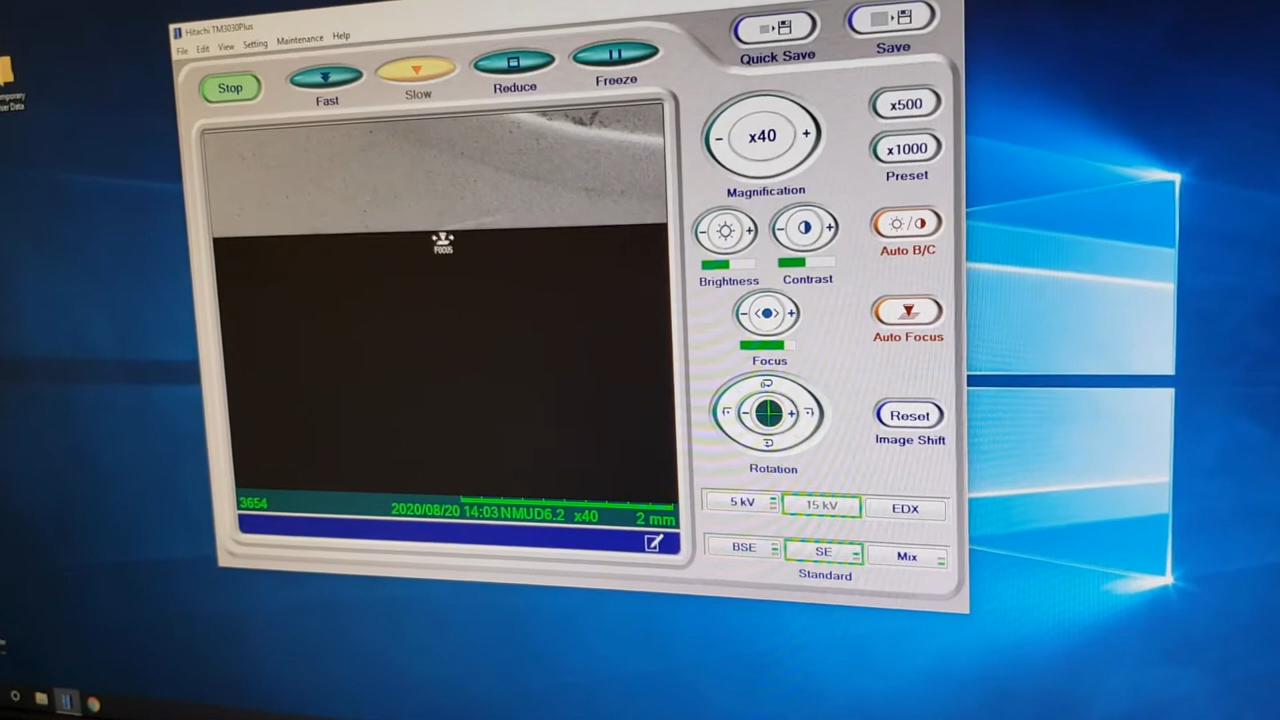 Hitachi TM3030Plus
File Edit View Setting Maintenance Help
Stop
Fast
Slow
Reduce
Freeze
Quick Save
Save
x40
Magnification
x500
x1000
Preset
Brightness
Contrast
Auto B/C
Focus
Auto Focus
Rotation
Reset
Image Shift
FOCUS
3654
2020/08/20 14:03 NMUD6.2 x40 2 mm
5 kV 15 kV EDX
BSE SE Mix
Standard